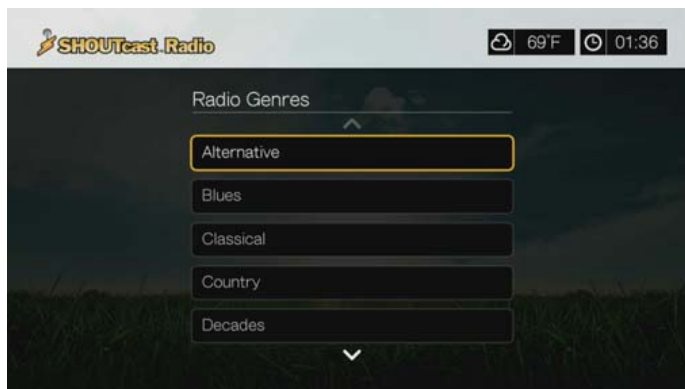 SHOUTcast Radio
69°F 01:36
Radio Genres
Alternative
Blues
Classical
Country
Decades